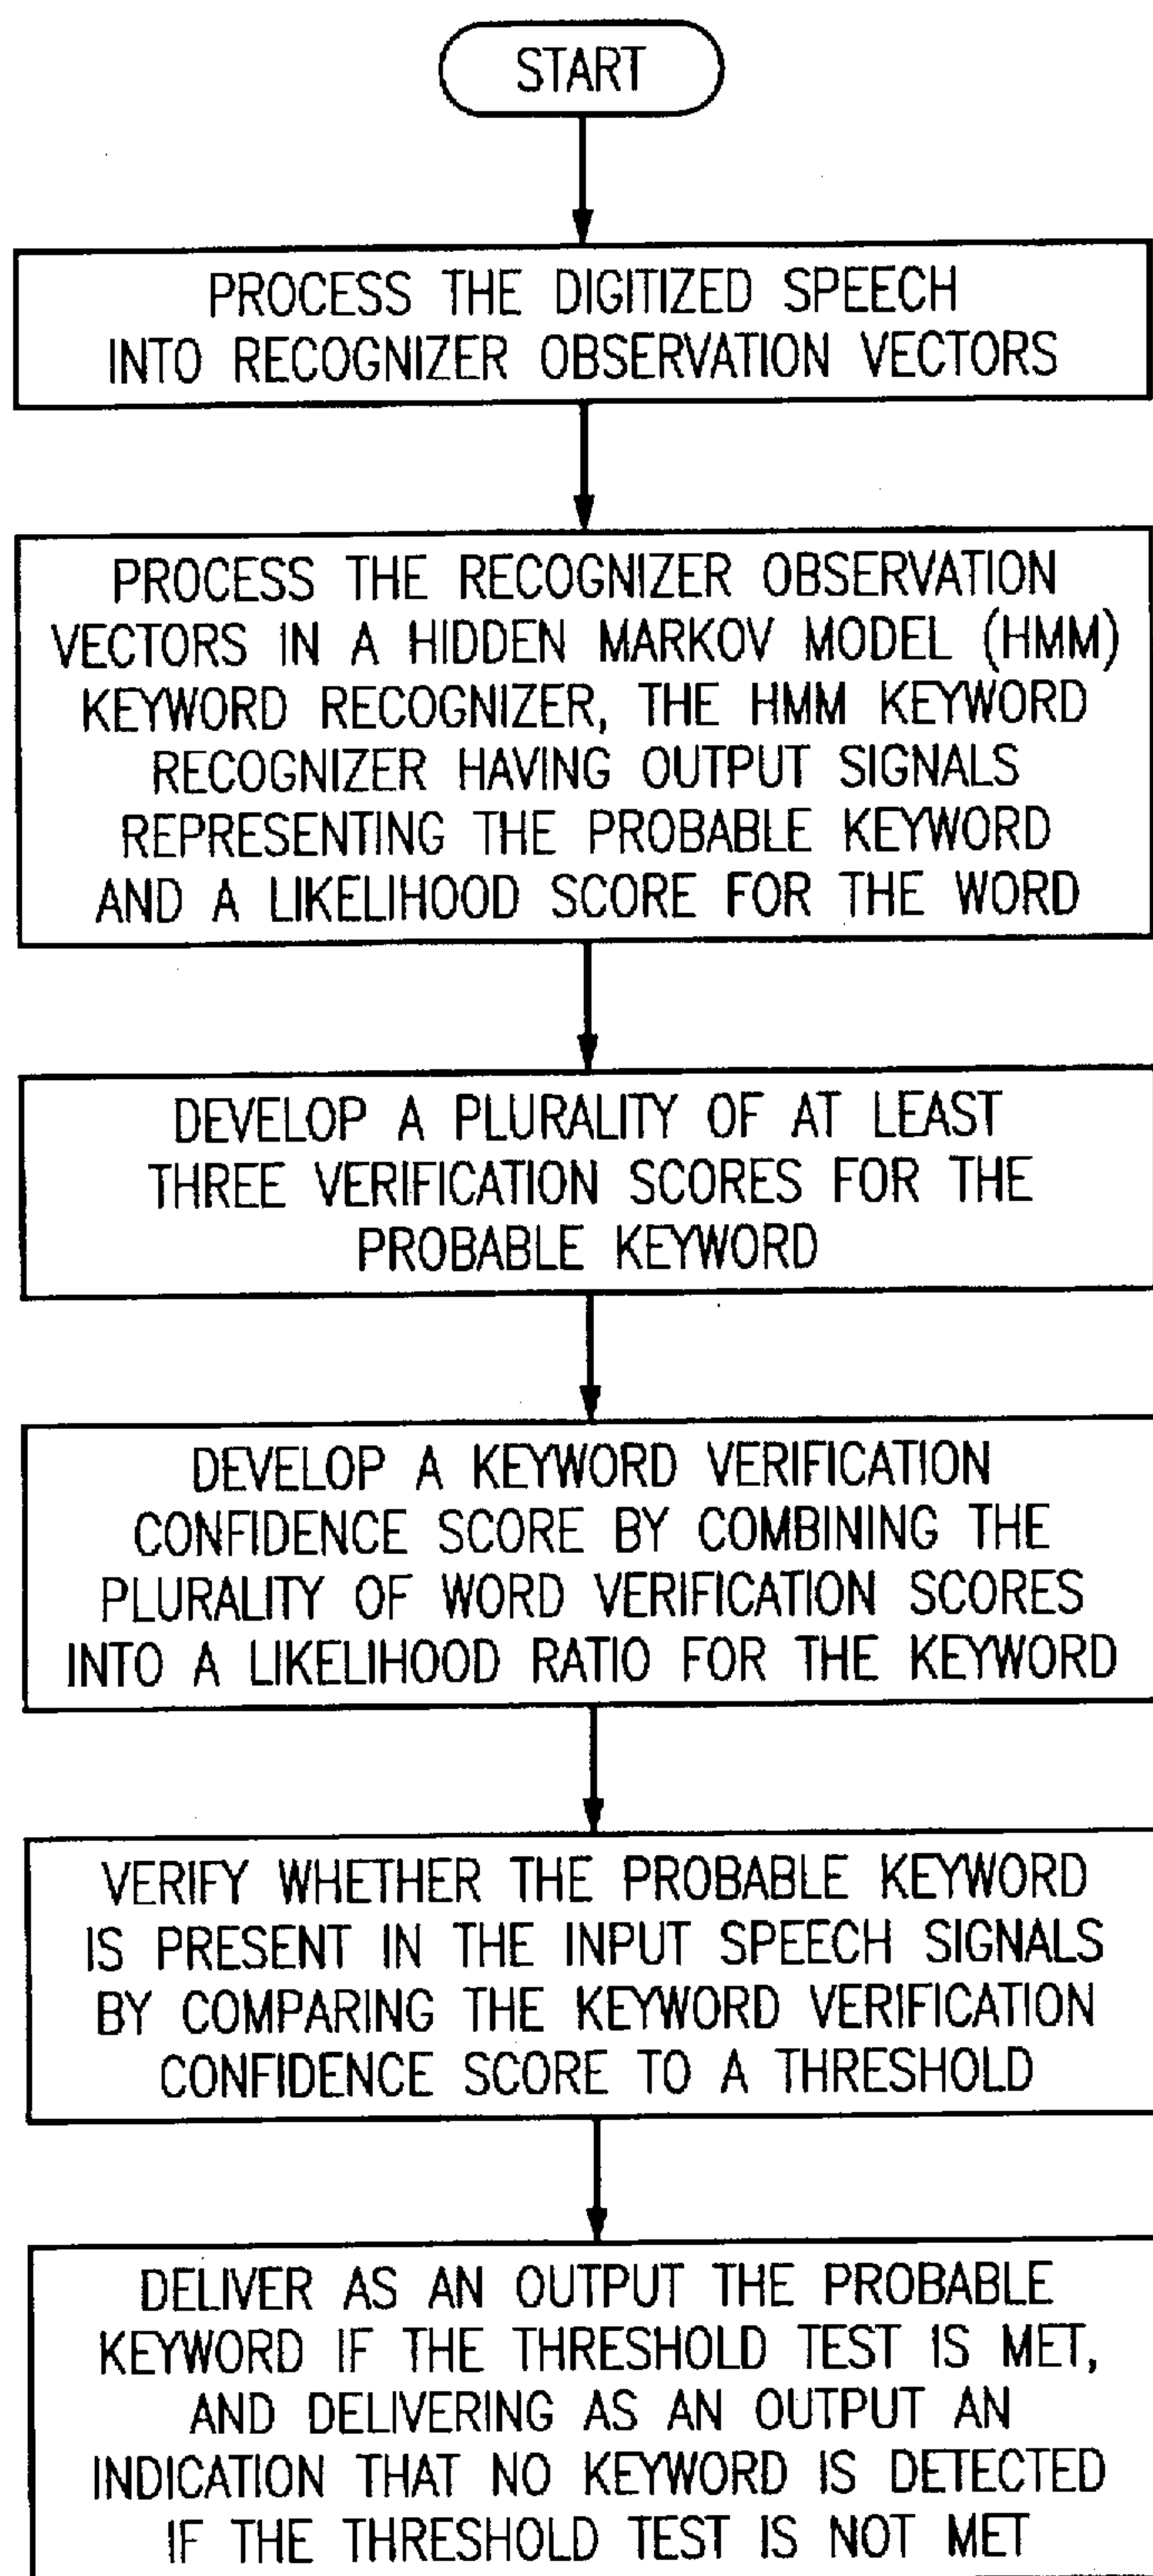 START
PROCESS THE DIGITIZED SPEECH
INTO RECOGNIZER OBSERVATION VECTORS
PROCESS THE RECOGNIZER OBSERVATION
VECTORS IN A HIDDEN MARKOV MODEL (HMM)
KEYWORD RECOGNIZER, THE HMM KEYWORD
RECOGNIZER HAVING OUTPUT SIGNALS
REPRESENTING THE PROBABLE KEYWORD
AND A LIKELIHOOD SCORE FOR THE WORD
DEVELOP A PLURALITY OF AT LEAST
THREE VERIFICATION SCORES FOR THE
PROBABLE KEYWORD
DEVELOP A KEYWORD VERIFICATION
CONFIDENCE SCORE BY COMBINING THE
PLURALITY OF WORD VERIFICATION SCORES
INTO A LIKELIHOOD RATIO FOR THE KEYWORD
VERIFY WHETHER THE PROBABLE KEYWORD
IS PRESENT IN THE INPUT SPEECH SIGNALS
BY COMPARING THE KEYWORD VERIFICATION
CONFIDENCE SCORE TO A THRESHOLD
DELIVER AS AN OUTPUT THE PROBABLE
KEYWORD IF THE THRESHOLD TEST IS MET,
AND DELIVERING AS AN OUTPUT AN
INDICATION THAT NO KEYWORD IS DETECTED
IF THE THRESHOLD TEST IS NOT MET